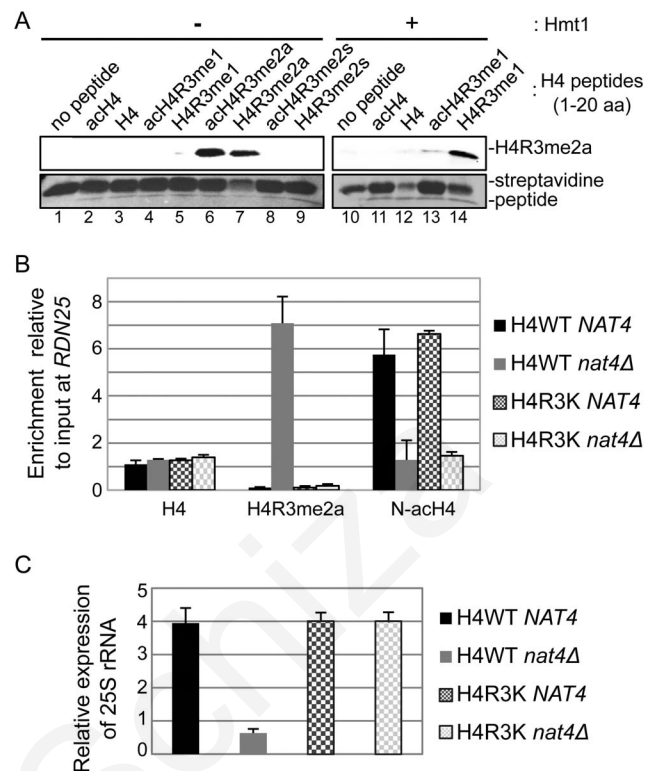 A
- + : Hmt1
no peptide acH4 H4 acH4R3me1 H4R3me1 acH4R3me2a H4R3me2a acH4R3me2s H4R3me2s no peptide acH4 H4 acH4R3me1 H4R3me1 : H4 peptides
(1-20 aa)
-H4R3me2a
-streptavidine
-peptide
1 2 3 4 5 6 7 8 9 10 11 12 13 14
B
Enrichment relative
to input at RDN25
8
6
4
2
0
H4 H4R3me2a N-acH4
H4WT NAT4
H4WT nat4Δ
H4R3K NAT4
H4R3K nat4Δ
C
Relative expression
of 25S rRNA
5
4
3
2
1
0
H4WT NAT4
H4WT nat4Δ
H4R3K NAT4
H4R3K nat4Δ